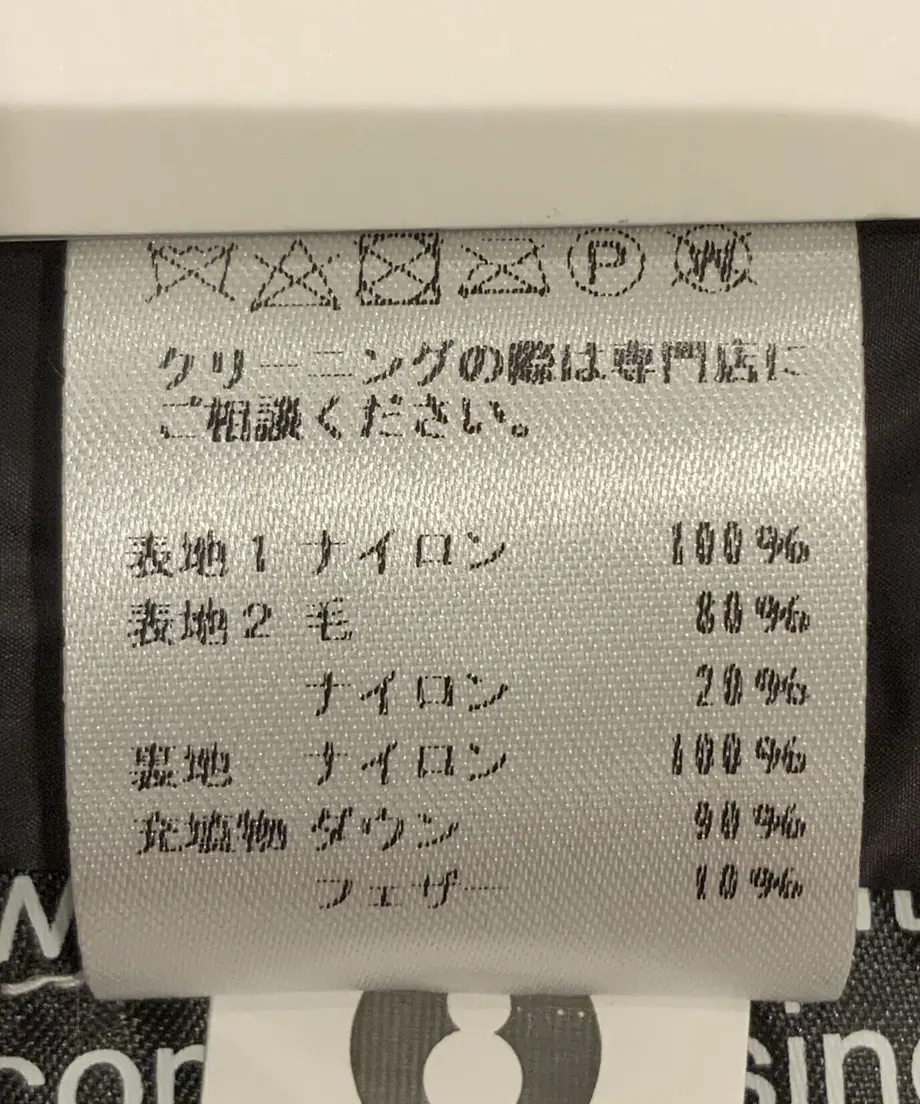 P W
クリーニングの際は専門店に
ご相談ください。
表地1 ナイロン 100%
表地2 毛 80%
ナイロン 20%
裏地 ナイロン 100%
充填物 ダウン 90%
フェザー 10%